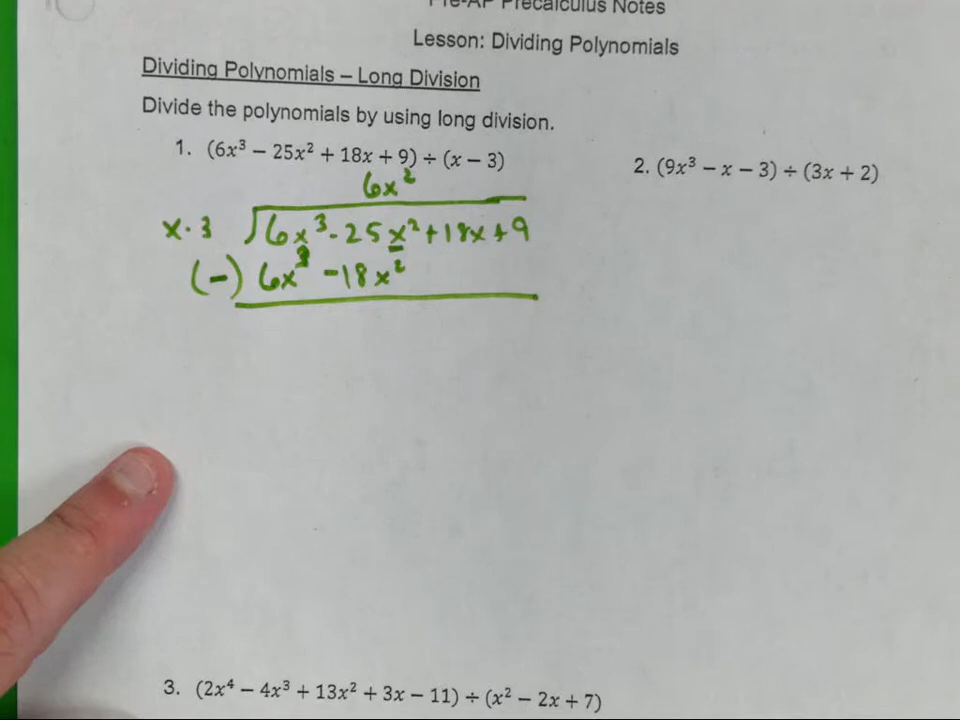 Pre-AP Precalculus Notes
Lesson: Dividing Polynomials
Dividing Polynomials – Long Division
Divide the polynomials by using long division.
1. (6x³ − 25x² + 18x + 9) ÷ (x − 3)
2. (9x³ − x − 3) ÷ (3x + 2)
6x²
x - 3 6x³ - 25x² + 18x + 9
(-) 6x³ - 18x²
3. (2x⁴ − 4x³ + 13x² + 3x − 11) ÷ (x² − 2x + 7)